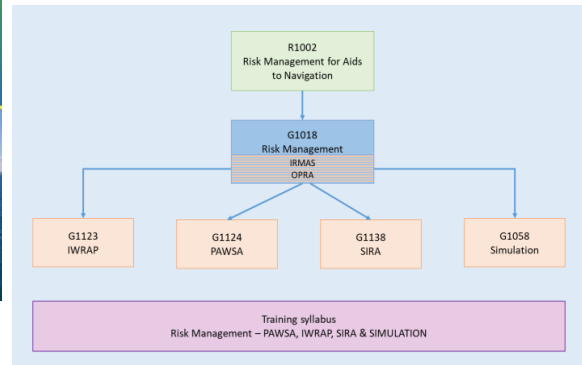 R1002
Risk Management for Aids
to Navigation
G1018
Risk Management
IRMAS
OPRA
G1123
IWRAP
G1124
PAWSA
G1138
SIRA
G1058
Simulation
Training syllabus
Risk Management – PAWSA, IWRAP, SIRA & SIMULATION